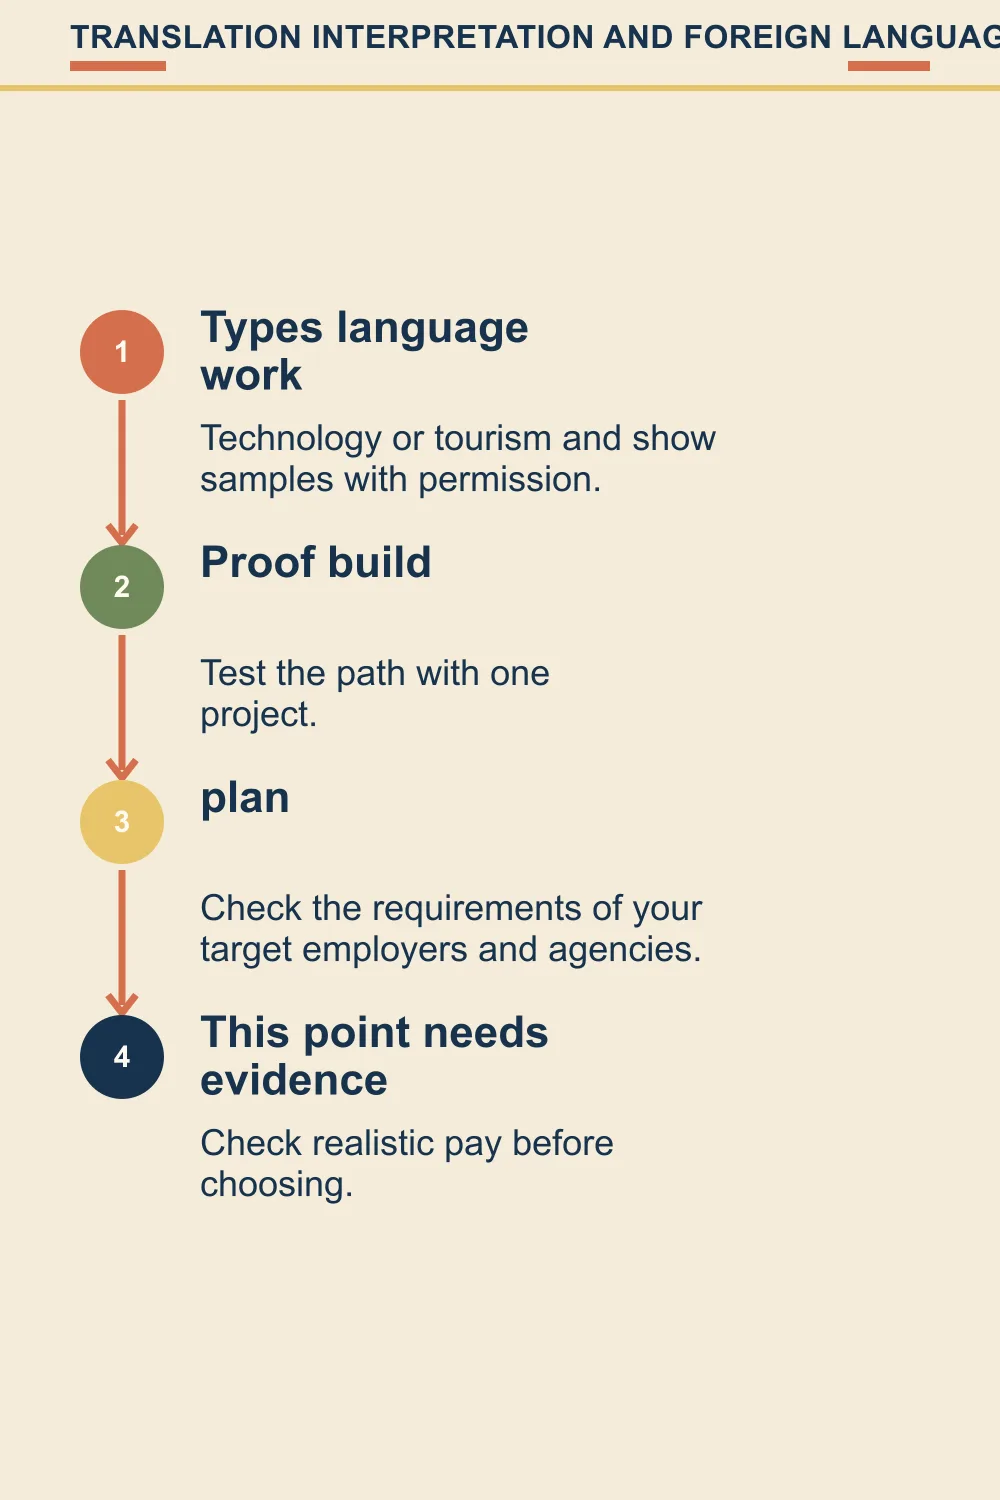 TRANSLATION INTERPRETATION AND FOREIGN LANGUAG
1
Types language
work
Technology or tourism and show
samples with permission.
2
Proof build
Test the path with one
project.
3
plan
Check the requirements of your
target employers and agencies.
4
This point needs
evidence
Check realistic pay before
choosing.